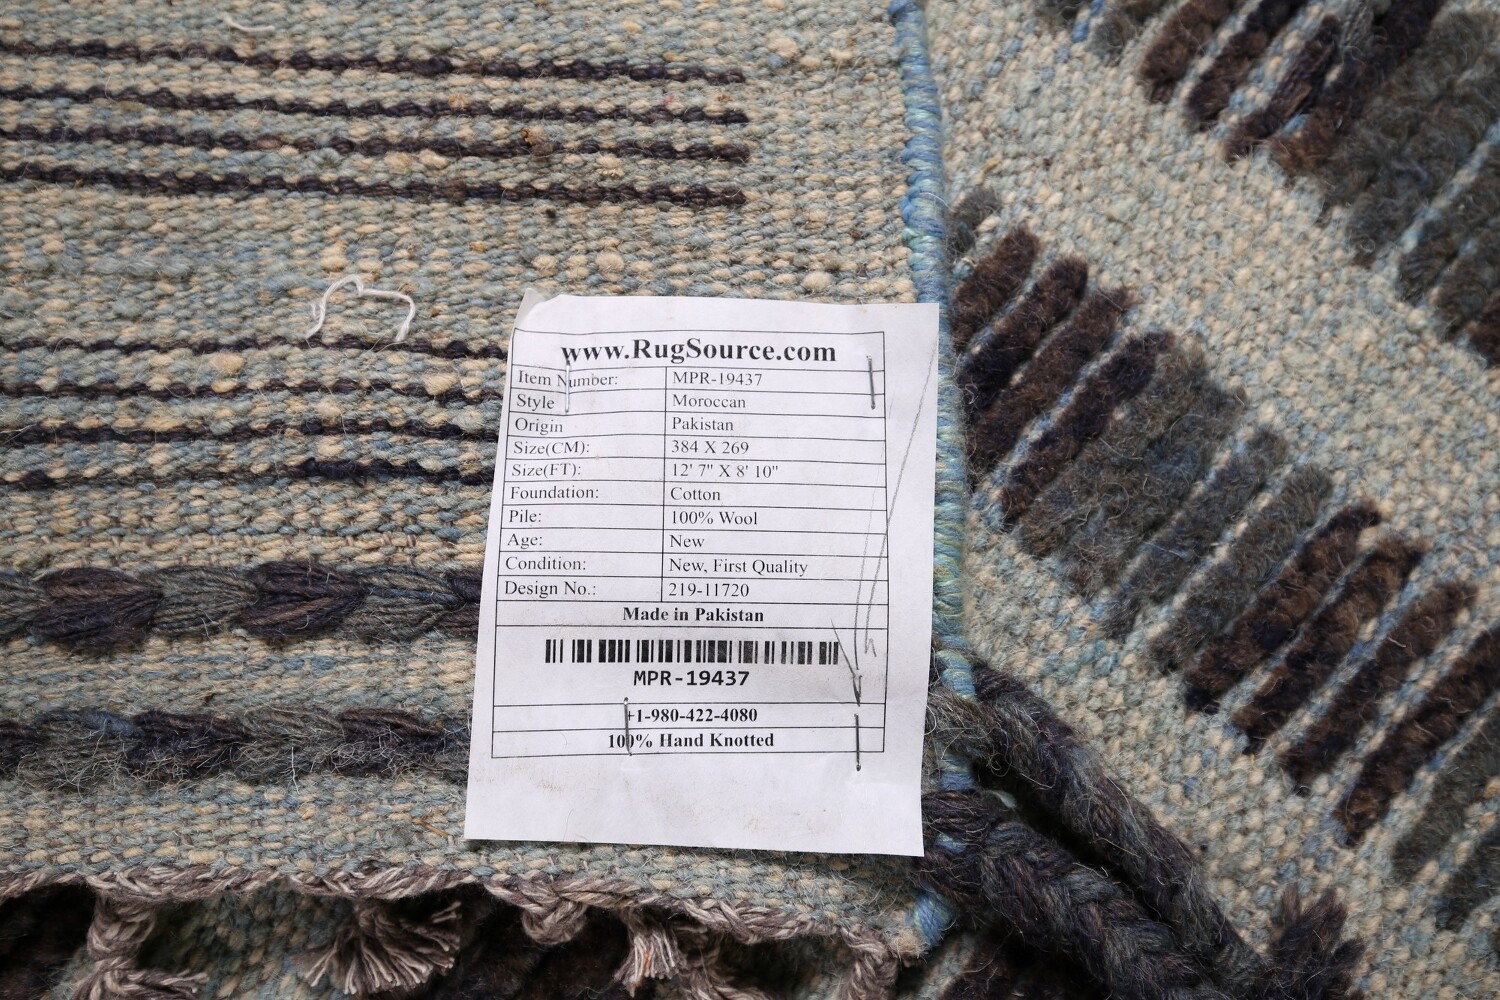 www.RugSource.com
Item Number: MPR-19437
Style Moroccan
Origin Pakistan
Size(CM): 384 X 269
Size(FT): 12' 7" X 8' 10"
Foundation: Cotton
Pile: 100% Wool
Age: New
Condition: New, First Quality
Design No.: 219-11720
Made in Pakistan
MPR-19437
+1-980-422-4080
100% Hand Knotted